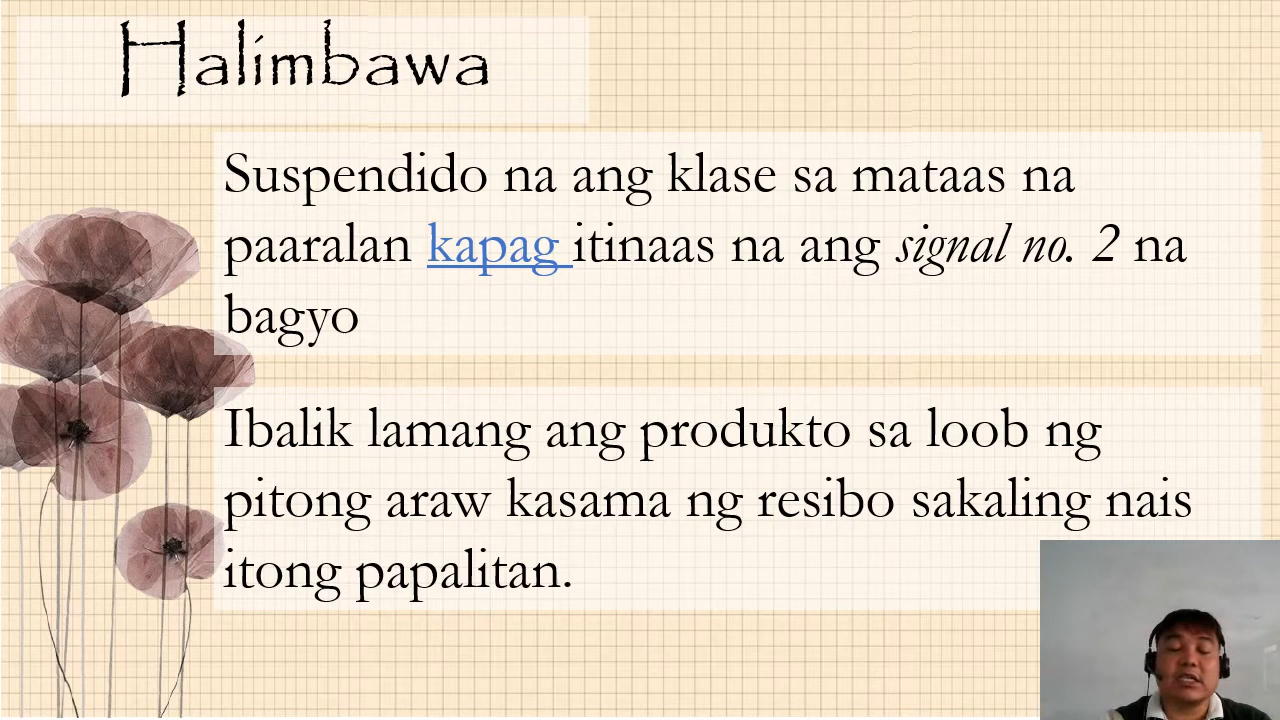 Halimbawa
Suspendido na ang klase sa mataas na
paaralan kapag itinaas na ang signal no. 2 na
bagyo
Ibalik lamang ang produkto sa loob ng
pitong araw kasama ng resibo sakaling nais
itong papalitan.